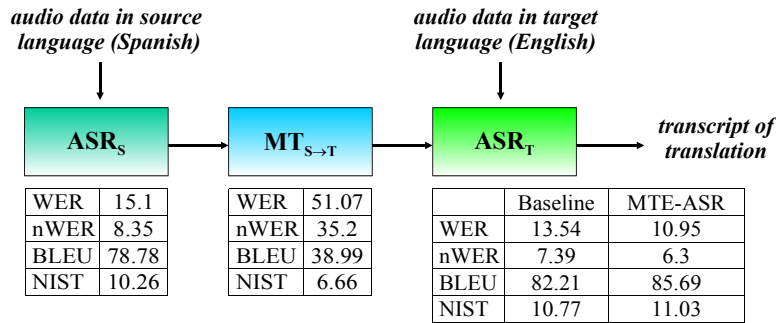 audio data in source
language (Spanish)
audio data in target
language (English)
ASR_S
MT_S→T
ASR_T
transcript of
translation
WER 15.1
nWER 8.35
BLEU 78.78
NIST 10.26
WER 51.07
nWER 35.2
BLEU 38.99
NIST 6.66
Baseline MTE-ASR
WER 13.54 10.95
nWER 7.39 6.3
BLEU 82.21 85.69
NIST 10.77 11.03